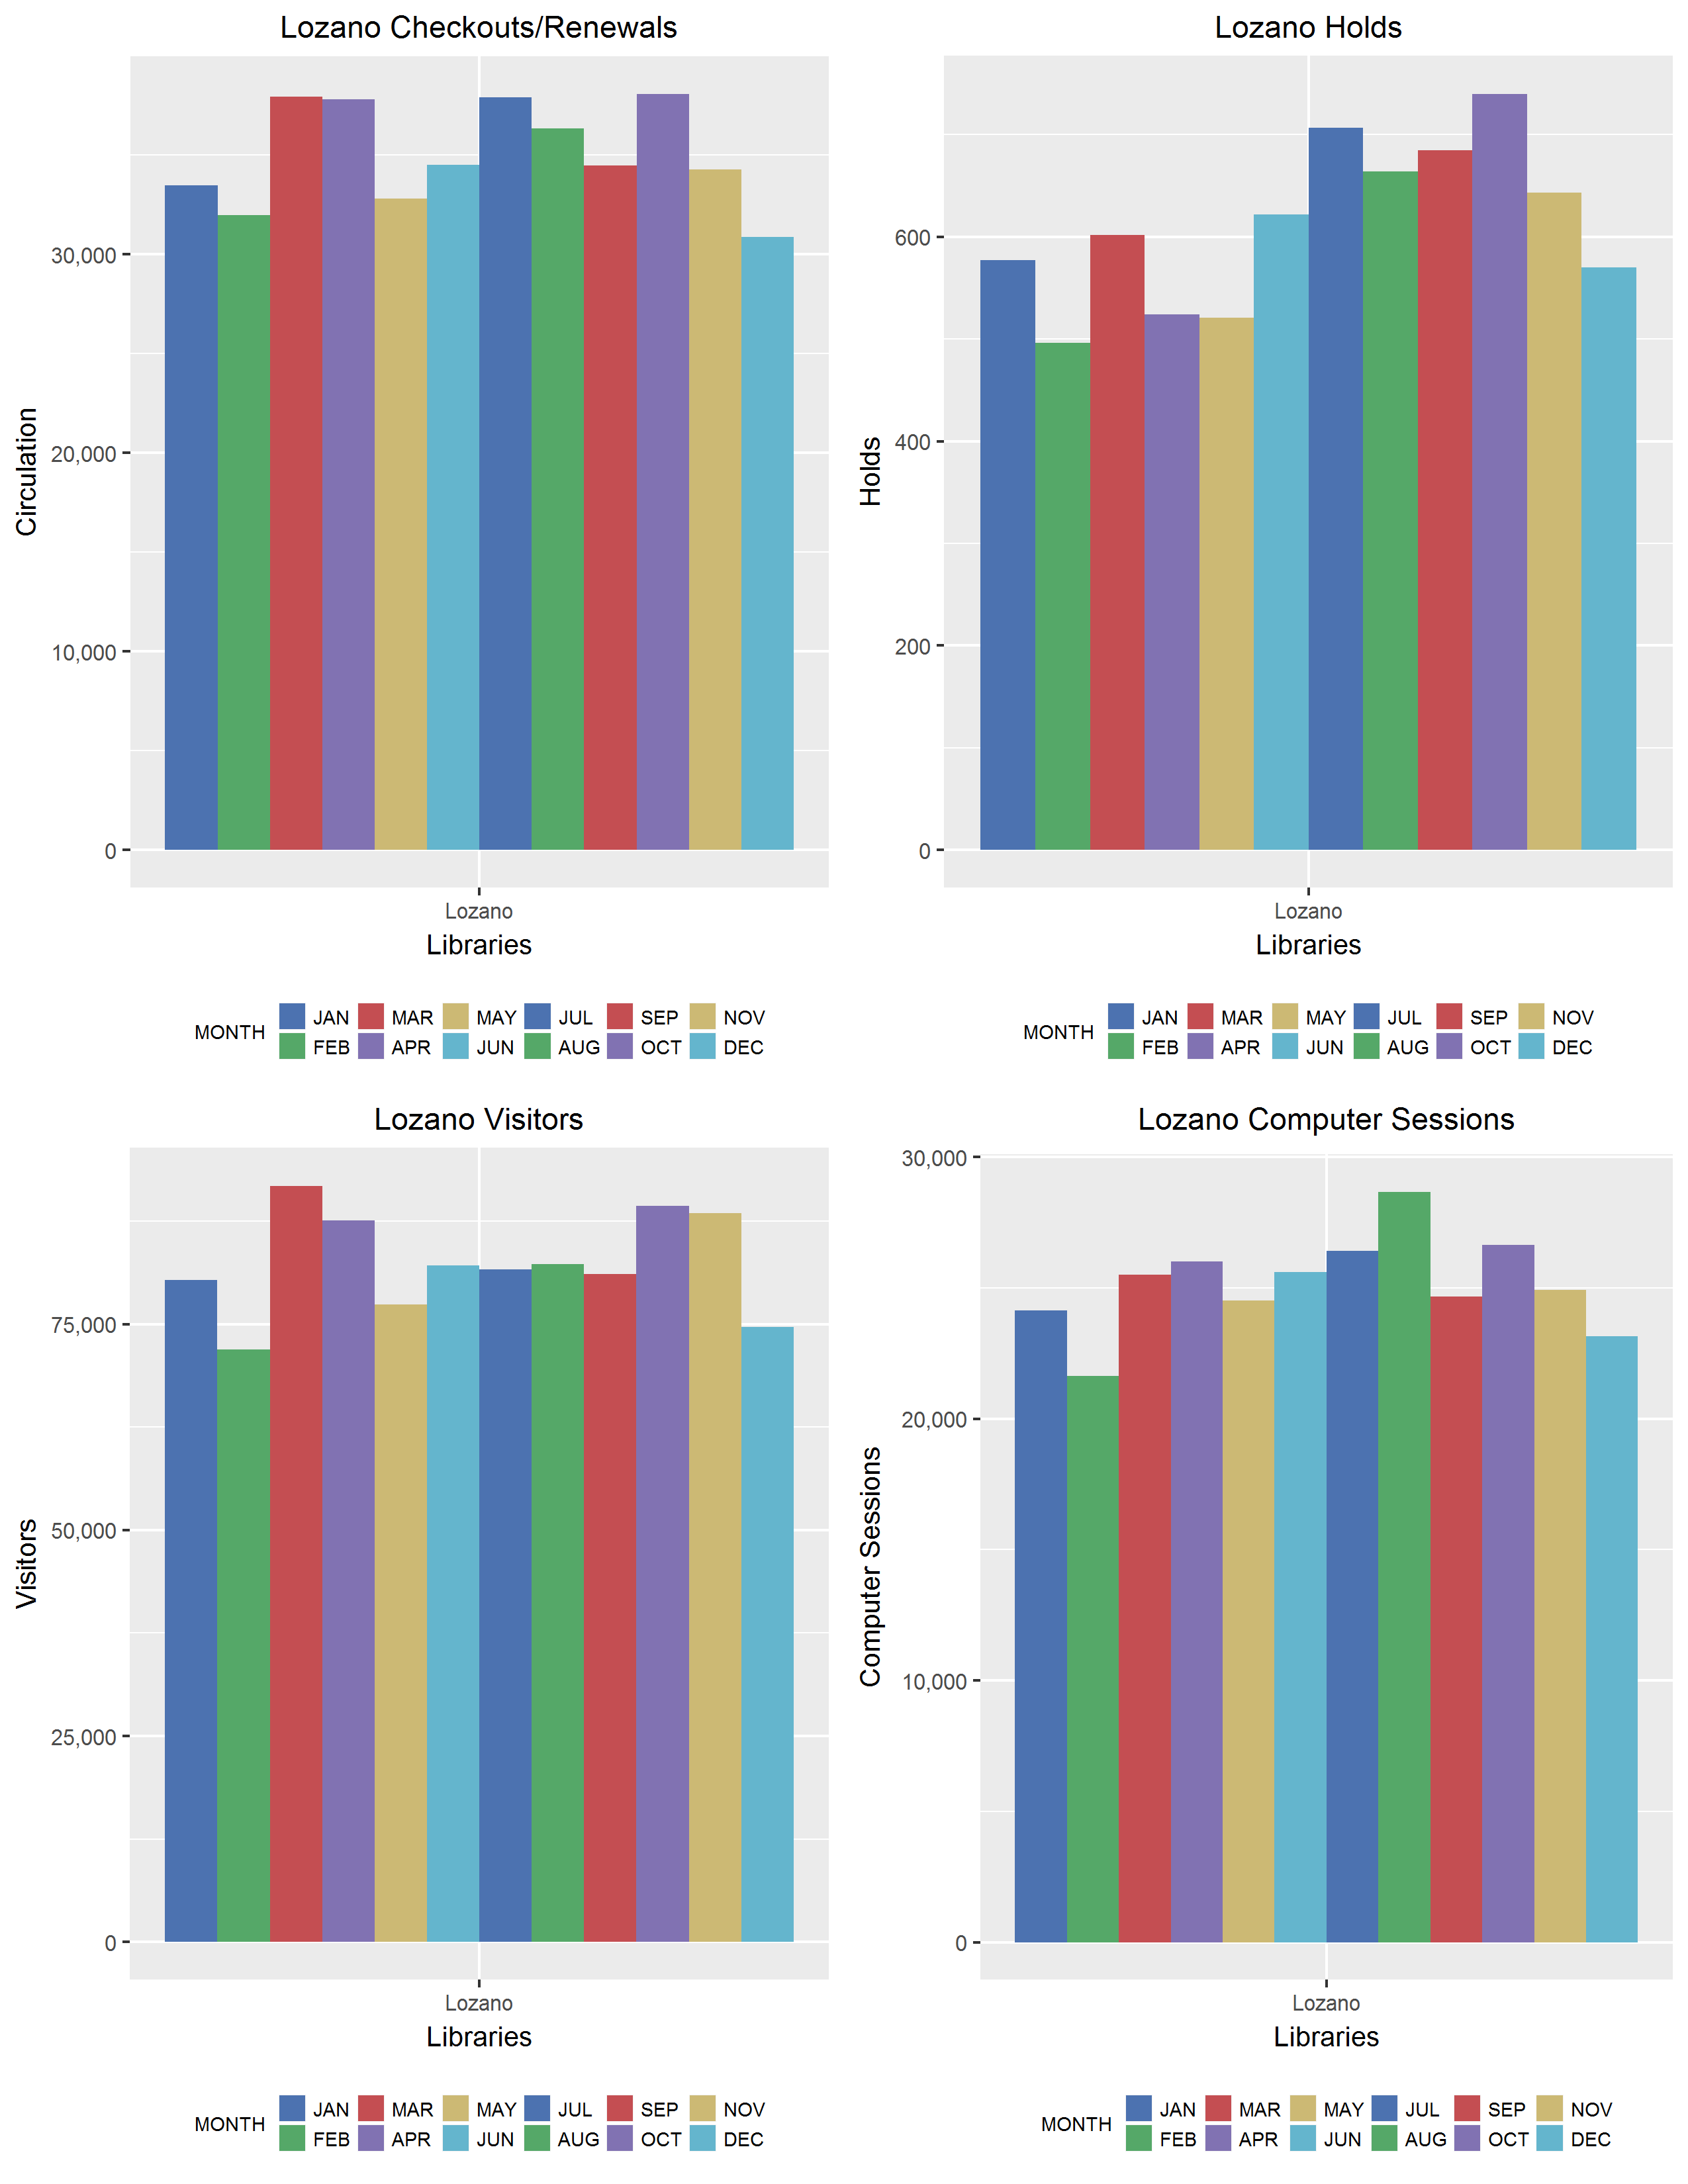 Lozano Checkouts/Renewals
Circulation
30,000
20,000
10,000
0
Lozano
Libraries
MONTH
JAN MAR MAY JUL SEP NOV
FEB APR JUN AUG OCT DEC
Lozano Holds
Holds
600
400
200
0
Lozano
Libraries
MONTH
JAN MAR MAY JUL SEP NOV
FEB APR JUN AUG OCT DEC
Lozano Visitors
Visitors
75,000
50,000
25,000
0
Lozano
Libraries
MONTH
JAN MAR MAY JUL SEP NOV
FEB APR JUN AUG OCT DEC
Lozano Computer Sessions
Computer Sessions
30,000
20,000
10,000
0
Lozano
Libraries
MONTH
JAN MAR MAY JUL SEP NOV
FEB APR JUN AUG OCT DEC